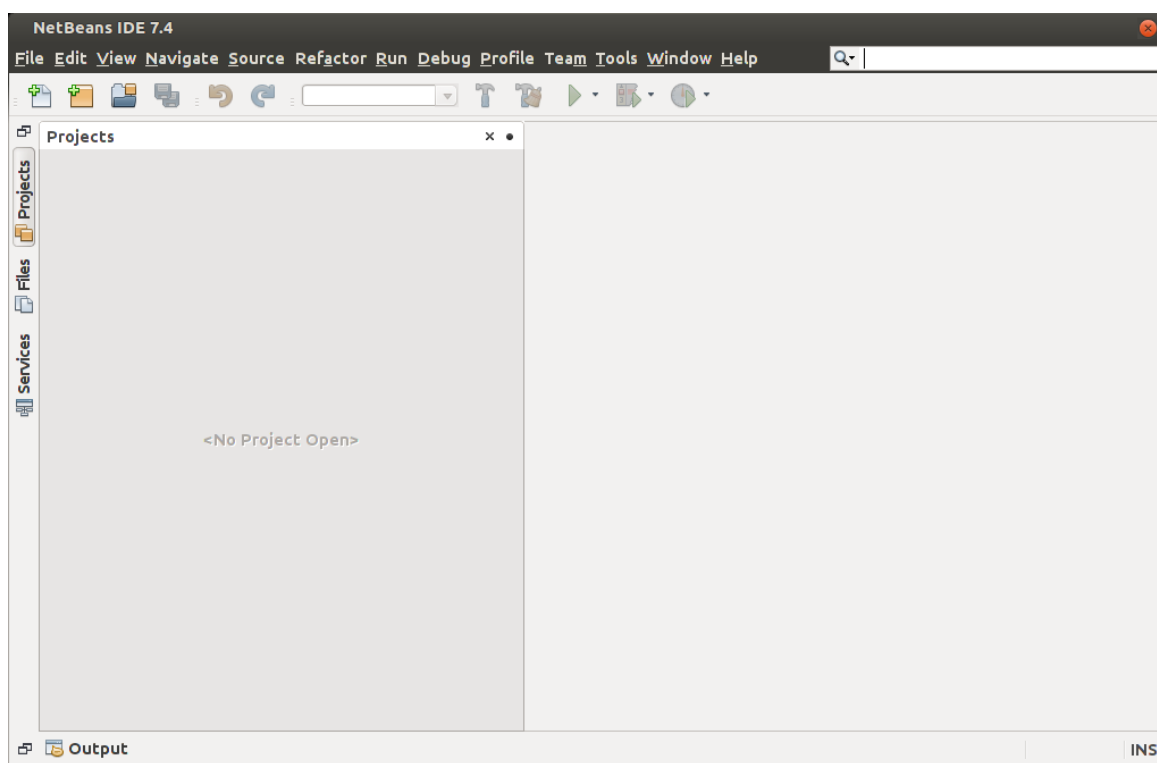 NetBeans IDE 7.4
File Edit View Navigate Source Refactor Run Debug Profile Team Tools Window Help
Projects
Projects
Files
Services
<No Project Open>
Output
INS